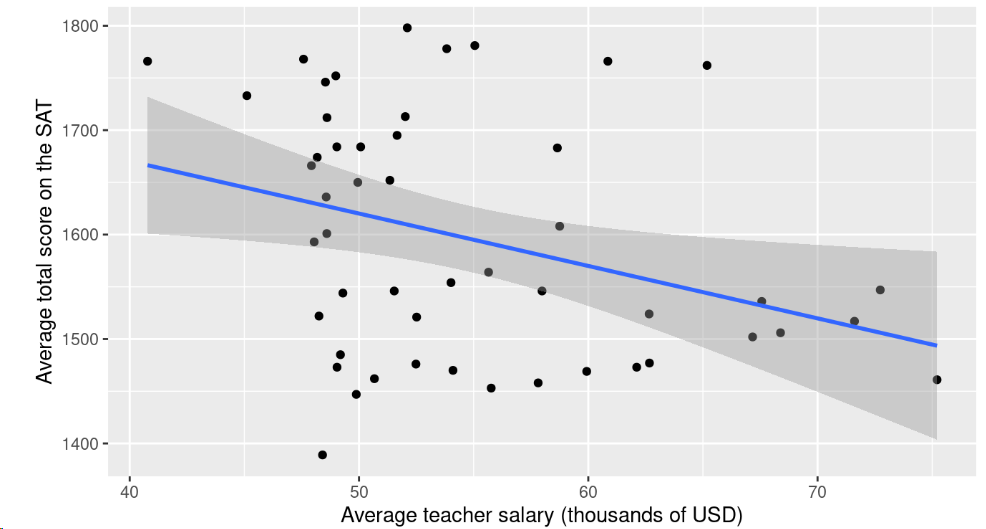 Average total score on the SAT
1800
1700
1600
1500
1400
40 50 60 70
Average teacher salary (thousands of USD)